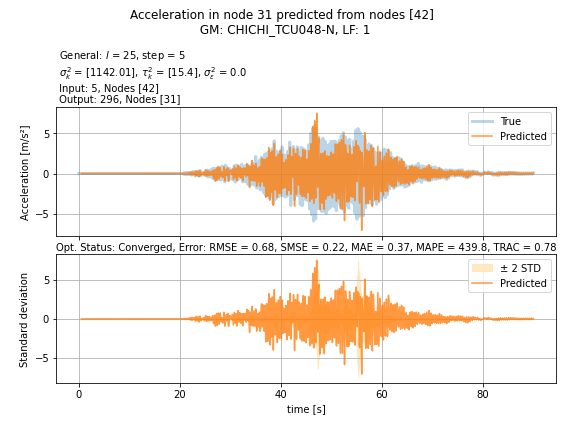 Acceleration in node 31 predicted from nodes [42]
GM: CHICHI_TCU048-N, LF: 1
General: l = 25, step = 5
σ²ₖ = [1142.01], τ²ₖ = [15.4], σ²ε = 0.0
Input: 5, Nodes [42]
Output: 296, Nodes [31]
Acceleration [m/s²]
5
0
−5
True
Predicted
Opt. Status: Converged, Error: RMSE = 0.68, SMSE = 0.22, MAE = 0.37, MAPE = 439.8, TRAC = 0.78
Standard deviation
5
0
−5
± 2 STD
Predicted
0 20 40 60 80
time [s]